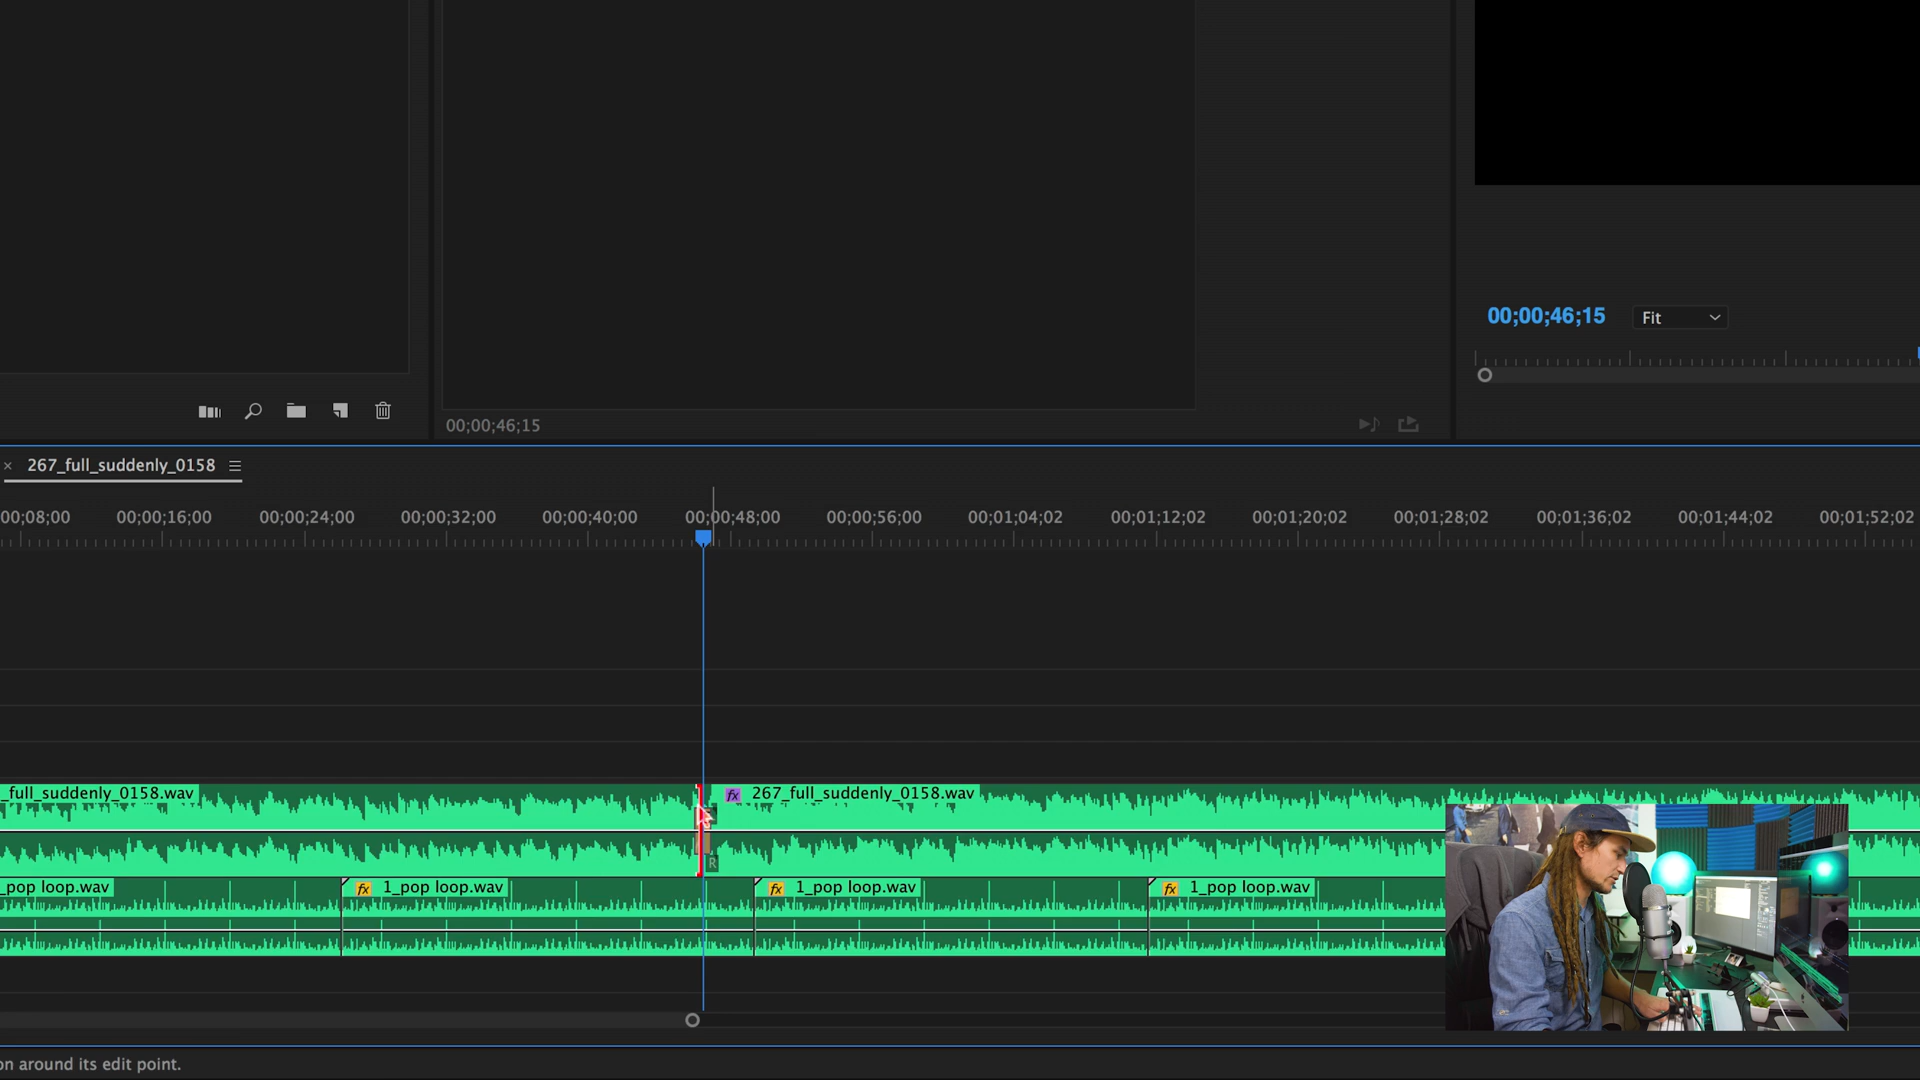 00;00;46;15
Fit
00;00;46;15
× 267_full_suddenly_0158
00;08;00 00;00;16;00 00;00;24;00 00;00;32;00 00;00;40;00 00;00;48;00 00;00;56;00 00;01;04;02 00;01;12;02 00;01;20;02 00;01;28;02 00;01;36;02 00;01;44;02 00;01;52;02
_full_suddenly_0158.wav
fx 267_full_suddenly_0158.wav
R
_pop loop.wav
fx 1_pop loop.wav
fx 1_pop loop.wav
fx 1_pop loop.wav
on around its edit point.